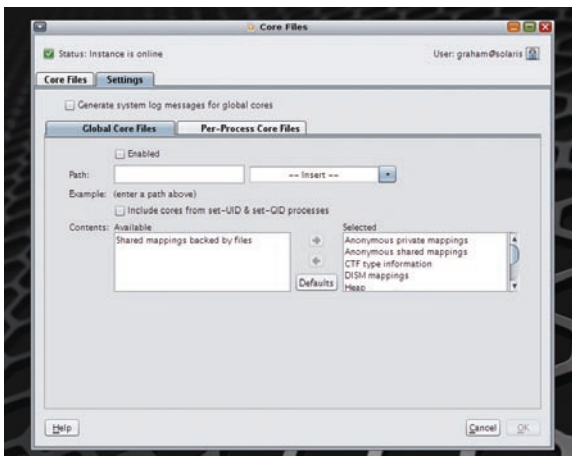 Core Files
Status: Instance is online
User: graham@solaris
Core Files
Settings
Generate system log messages for global cores
Global Core Files
Per-Process Core Files
Enabled
Path:
-- Insert --
Example: (enter a path above)
Include cores from set-UID & set-GID processes
Contents: Available
Selected
Shared mappings backed by files
Anonymous private mappings
Anonymous shared mappings
CTF type information
DISM mappings
Heap
Defaults
Help
Cancel
OK